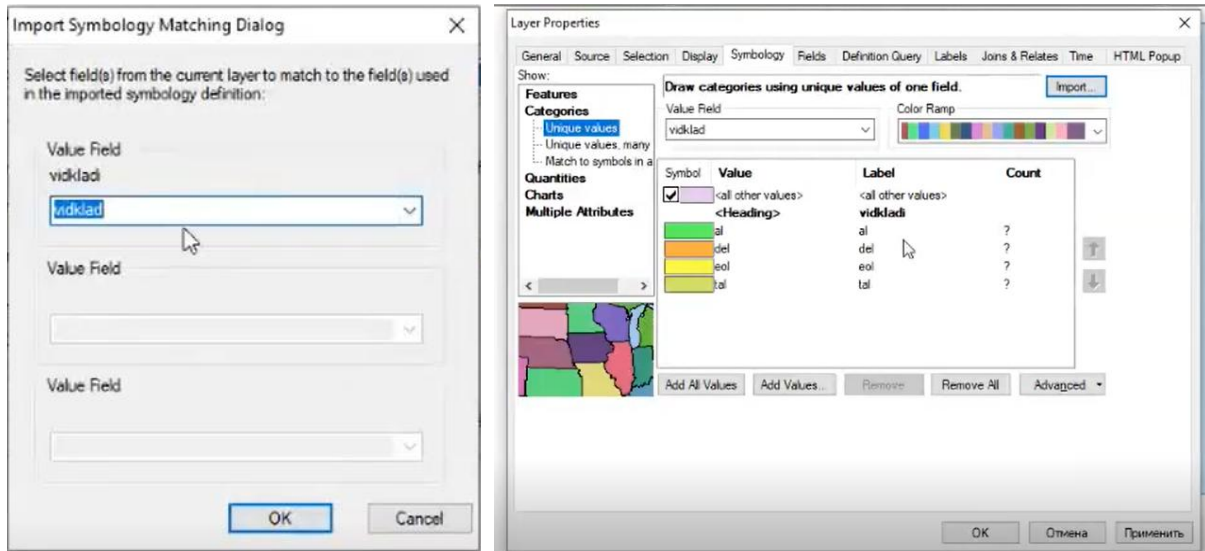 Import Symbology Matching Dialog
Select field(s) from the current layer to match to the field(s) used
in the imported symbology definition:
Value Field
vidkladi
vidklad
Value Field
Value Field
OK Cancel
Layer Properties
General Source Selection Display Symbology Fields Definition Query Labels Joins & Relates Time HTML Popup
Show:
Features
Categories
Unique values
Unique values, many
Match to symbols in a
Quantities
Charts
Multiple Attributes
Draw categories using unique values of one field.
Import...
Value Field
vidklad
Color Ramp
Symbol Value Label Count
<all other values> <all other values>
<Heading> vidkladi
al al ?
del del ?
eol eol ?
tal tal ?
Add All Values Add Values... Remove Remove All Advanced
OK Отмена Применить